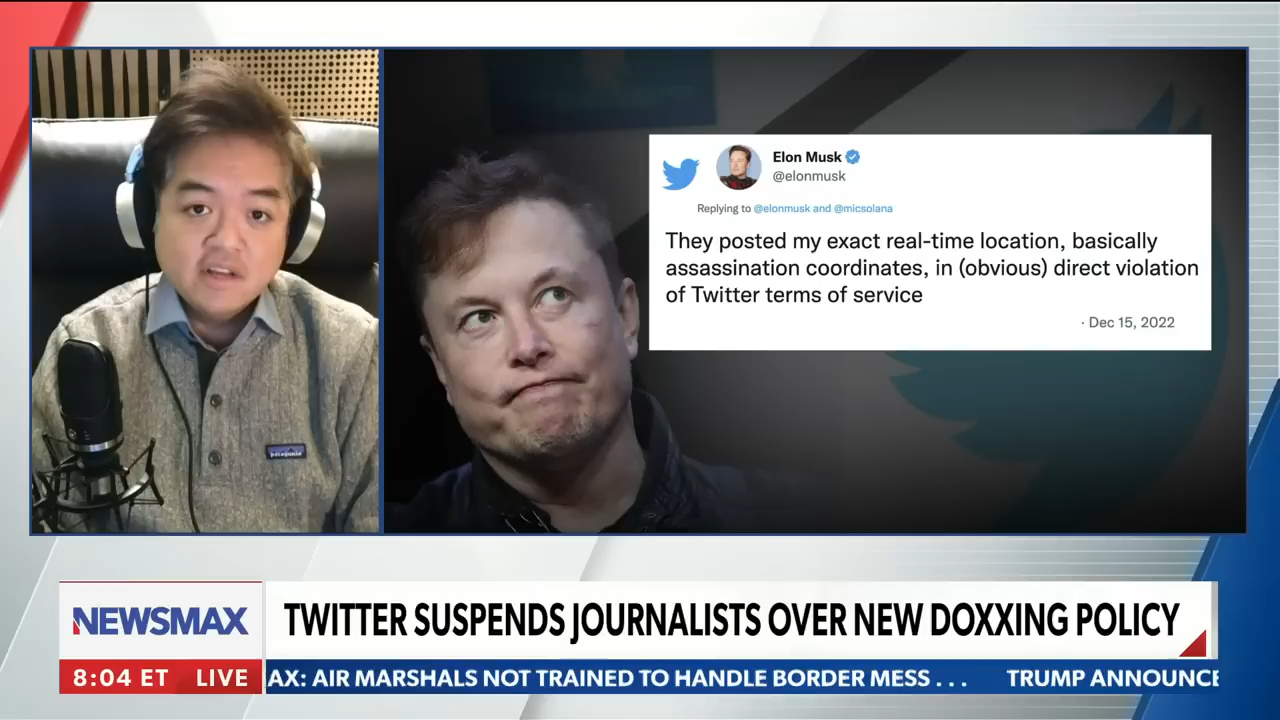 Elon Musk
@elonmusk
Replying to @elonmusk and @micsolana
They posted my exact real-time location, basically
assassination coordinates, in (obvious) direct violation
of Twitter terms of service
· Dec 15, 2022
patagonia
NEWSMAX
TWITTER SUSPENDS JOURNALISTS OVER NEW DOXXING POLICY
8:04 ET LIVE
AX: AIR MARSHALS NOT TRAINED TO HANDLE BORDER MESS . . . TRUMP ANNOUNCE